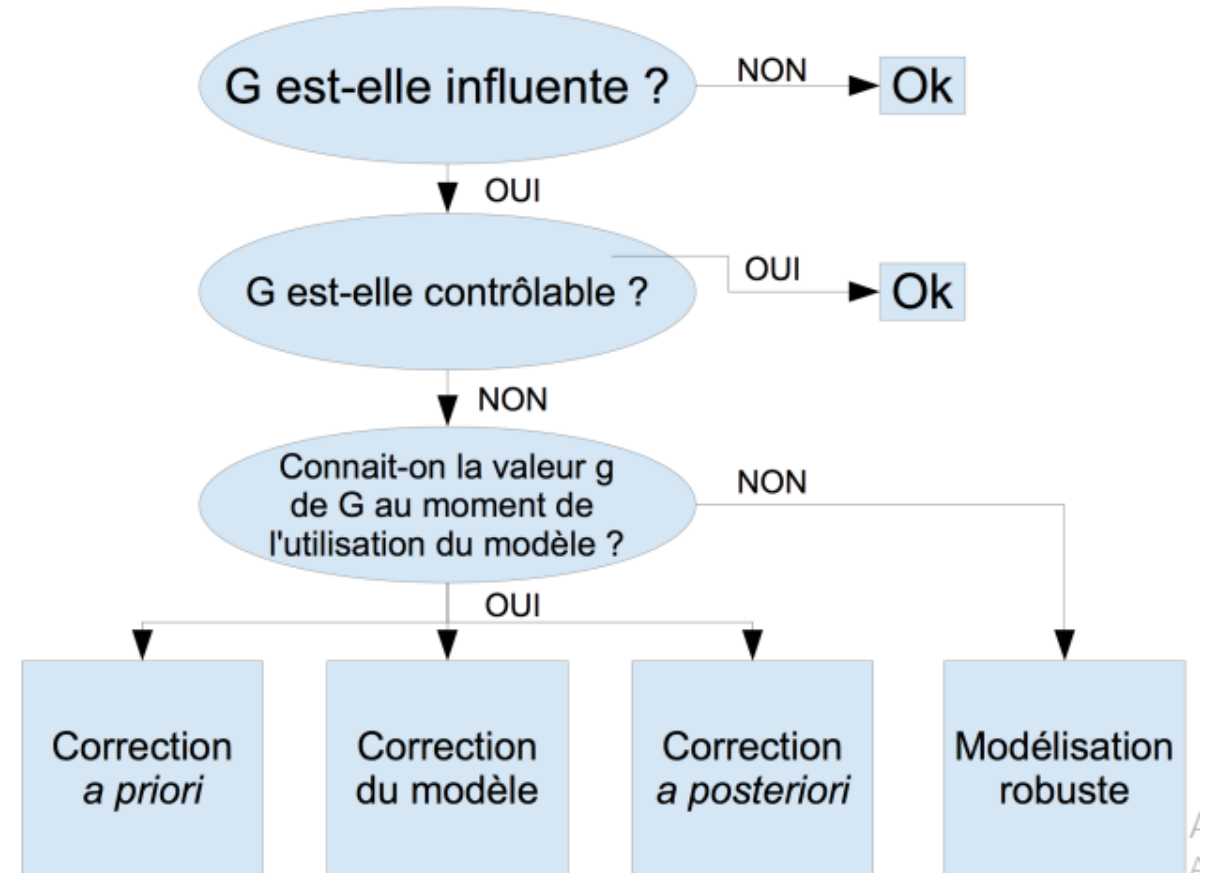 G est-elle influente ?
NON
Ok
OUI
G est-elle contrôlable ?
OUI
Ok
NON
Connait-on la valeur g
de G au moment de
l'utilisation du modèle ?
NON
OUI
Correction
a priori
Correction
du modèle
Correction
a posteriori
Modélisation
robuste